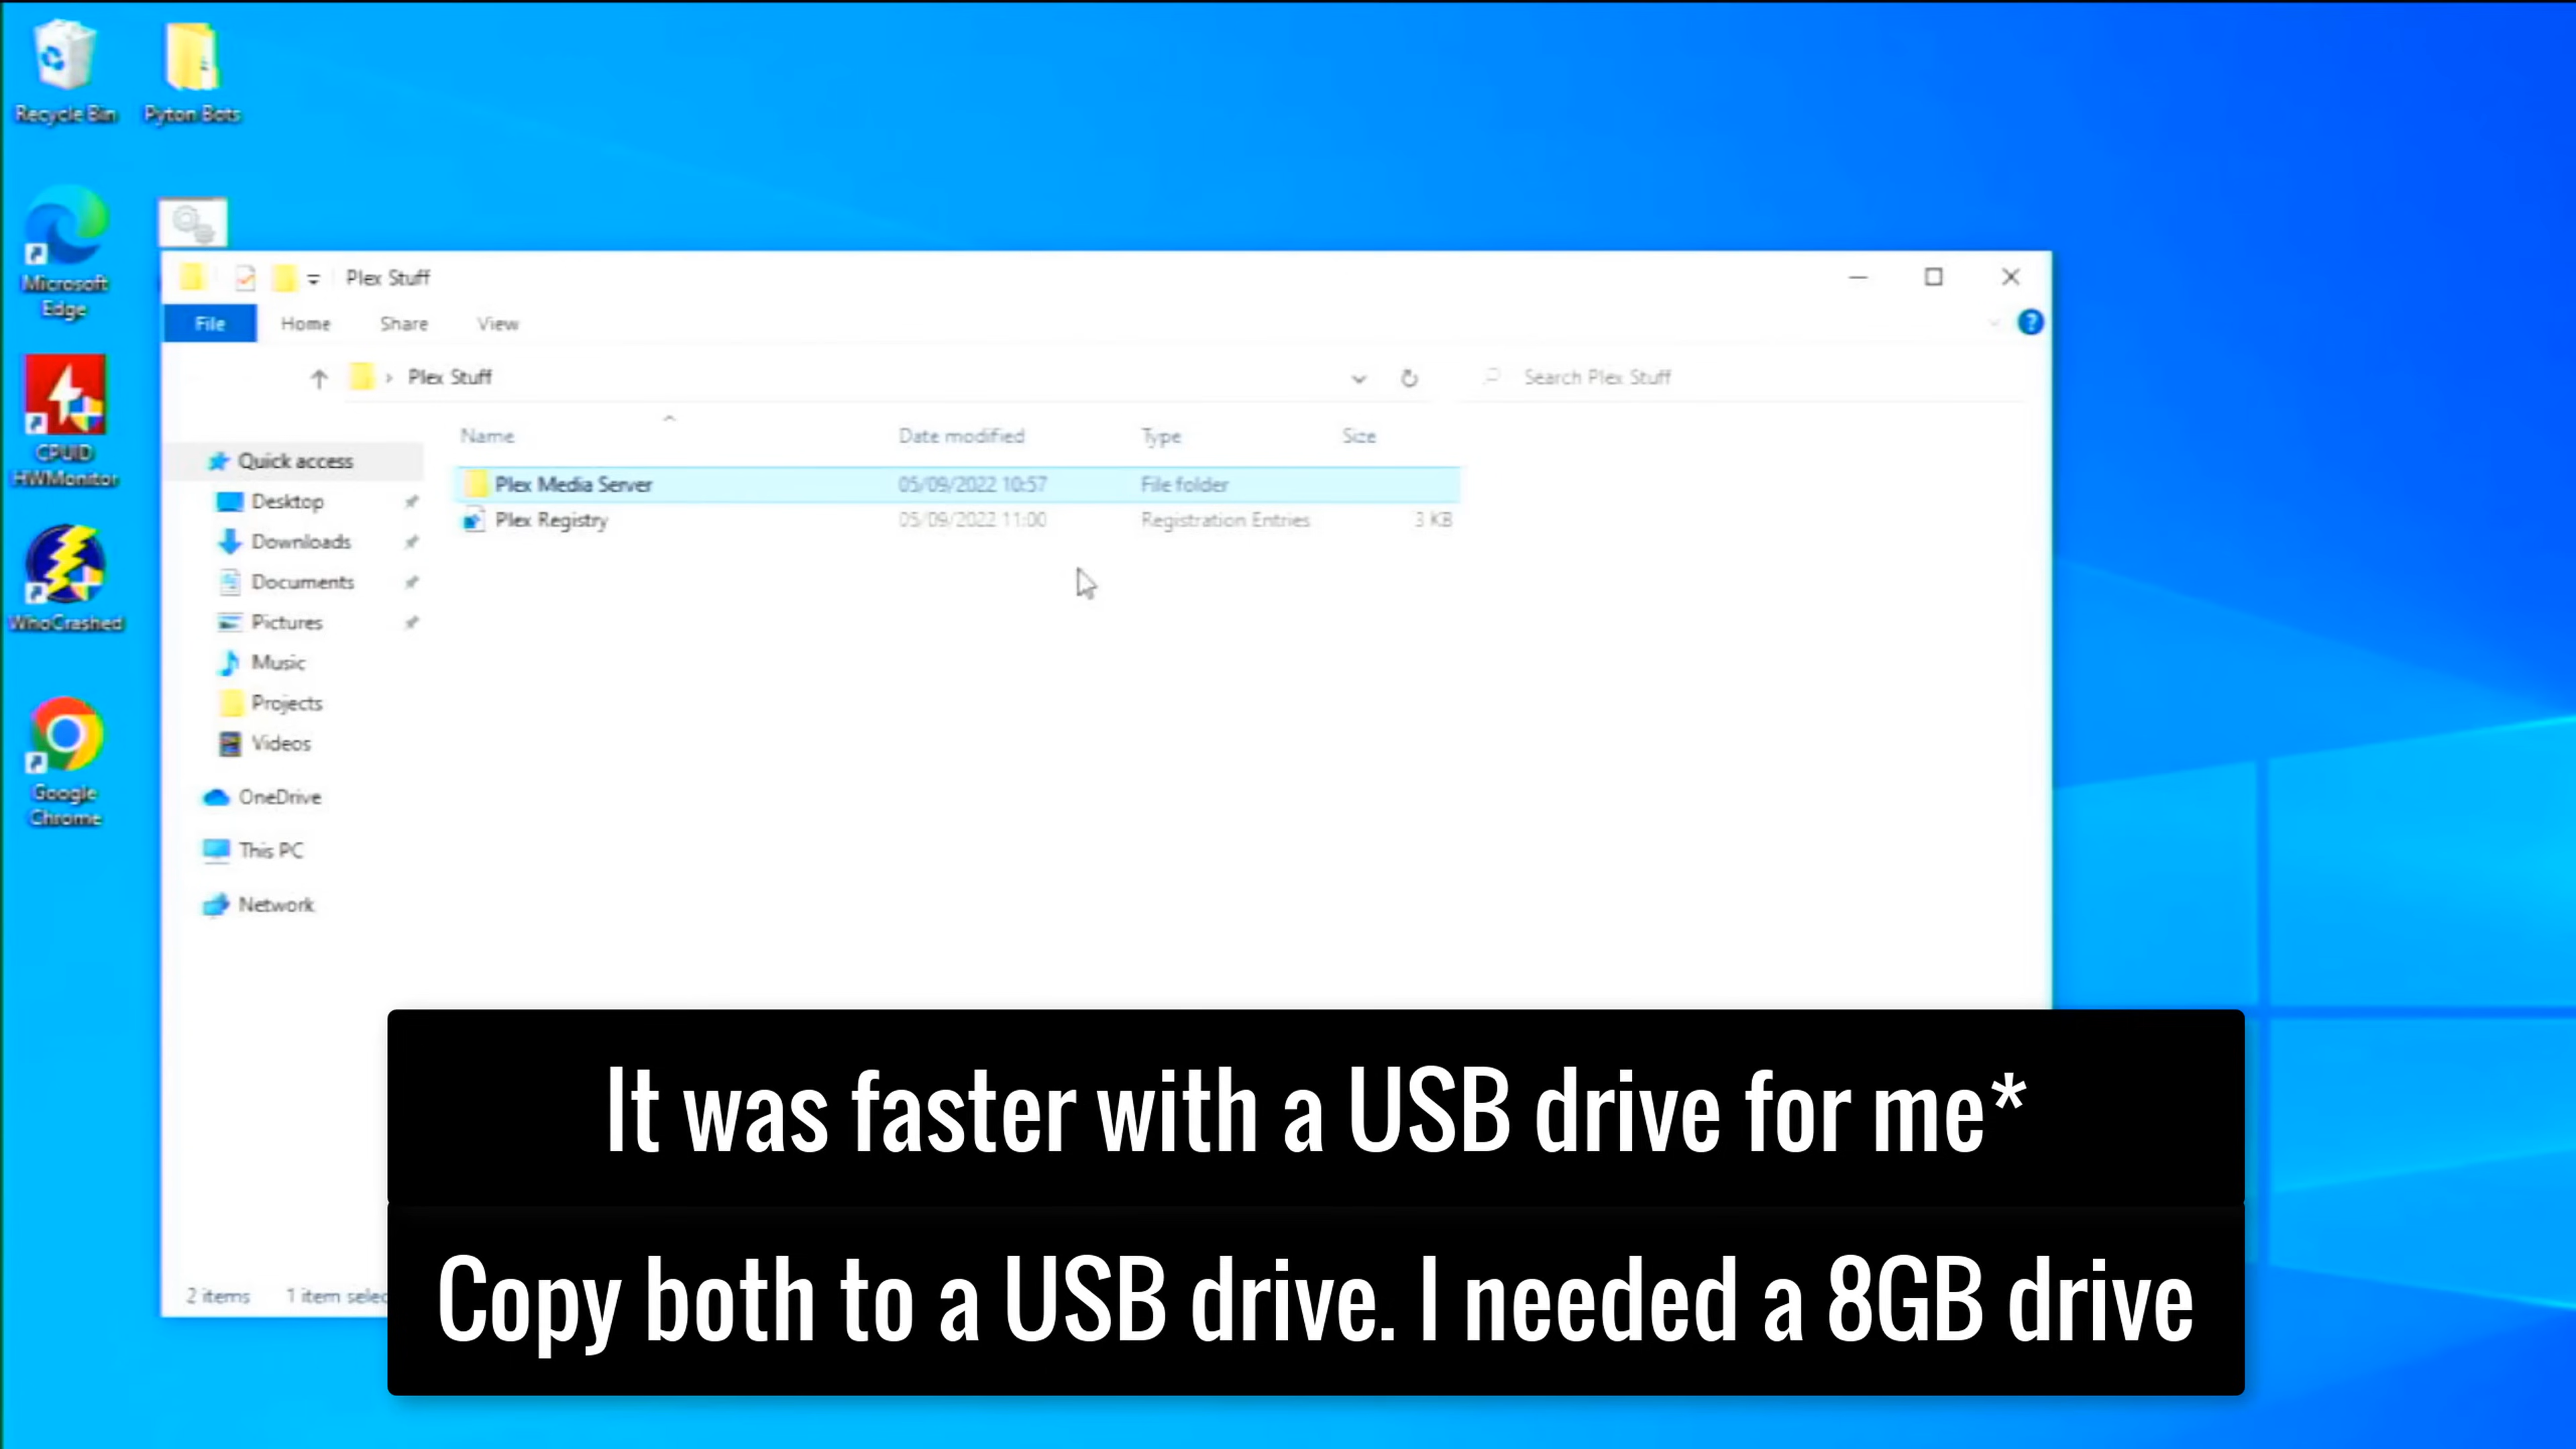 Recycle Bin
Pyton Bots
Microsoft
Edge
CPUID
HWMonitor
WhoCrashed
Google
Chrome
Plex Stuff
File Home Share View
Plex Stuff
Search Plex Stuff
Name Date modified Type Size
Plex Media Server 05/09/2022 10:57 File folder
Plex Registry 05/09/2022 11:00 Registration Entries 3 KB
Quick access
Desktop
Downloads
Documents
Pictures
Music
Projects
Videos
OneDrive
This PC
Network
2 items 1 item selec
It was faster with a USB drive for me*
Copy both to a USB drive. I needed a 8GB drive